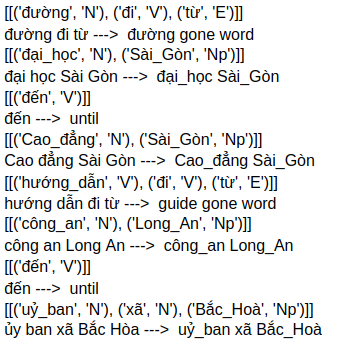 [[('đường', 'N'), ('đi', 'V'), ('từ', 'E')]]
đường đi từ ---> đường gone word
[[('đại_học', 'N'), ('Sài_Gòn', 'Np')]]
đại học Sài Gòn ---> đại_học Sài_Gòn
[[('đến', 'V')]]
đến ---> until
[[('Cao_đẳng', 'N'), ('Sài_Gòn', 'Np')]]
Cao đẳng Sài Gòn ---> Cao_đẳng Sài_Gòn
[[('hướng_dẫn', 'V'), ('đi', 'V'), ('từ', 'E')]]
hướng dẫn đi từ ---> guide gone word
[[('công_an', 'N'), ('Long_An', 'Np')]]
công an Long An ---> công_an Long_An
[[('đến', 'V')]]
đến ---> until
[[('uỷ_ban', 'N'), ('xã', 'N'), ('Bắc_Hoà', 'Np')]]
ủy ban xã Bắc Hòa ---> uỷ_ban xã Bắc_Hoà